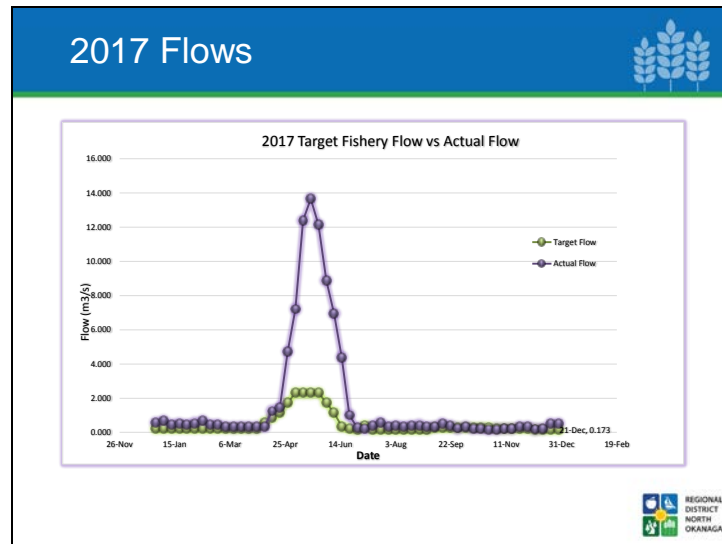 2017 Flows
2017 Target Fishery Flow vs Actual Flow
16.000
14.000
12.000
10.000
8.000
6.000
4.000
2.000
0.000
Flow (m3/s)
Target Flow
Actual Flow
21-Dec, 0.173
26-Nov 15-Jan 6-Mar 25-Apr 14-Jun 3-Aug 22-Sep 11-Nov 31-Dec 19-Feb
Date
REGIONAL
DISTRICT
NORTH
OKANAGA